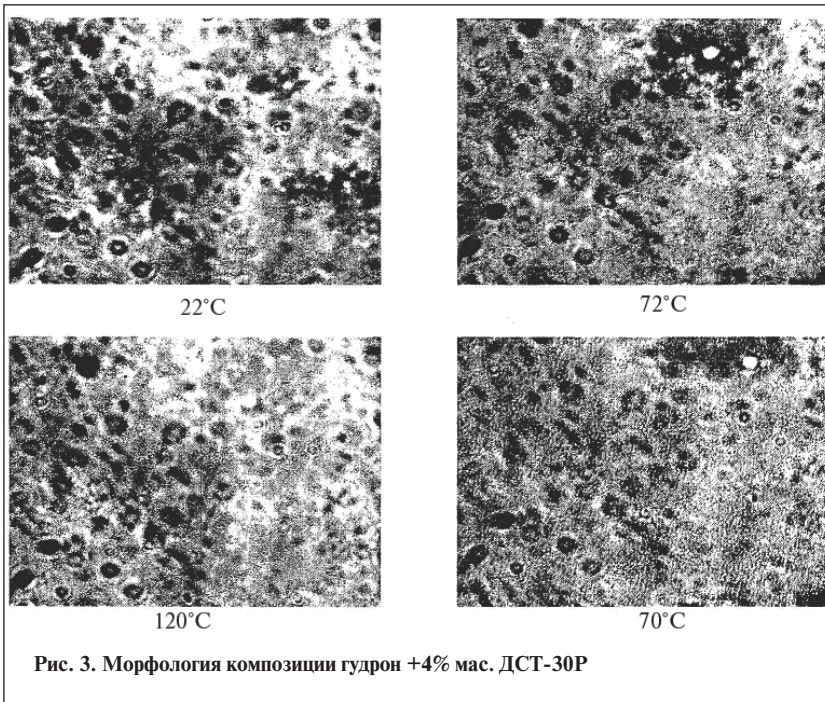 22°C
72°C
120°C
70°C
Рис. 3. Морфология композиции гудрон +4% мас. ДСТ-30Р